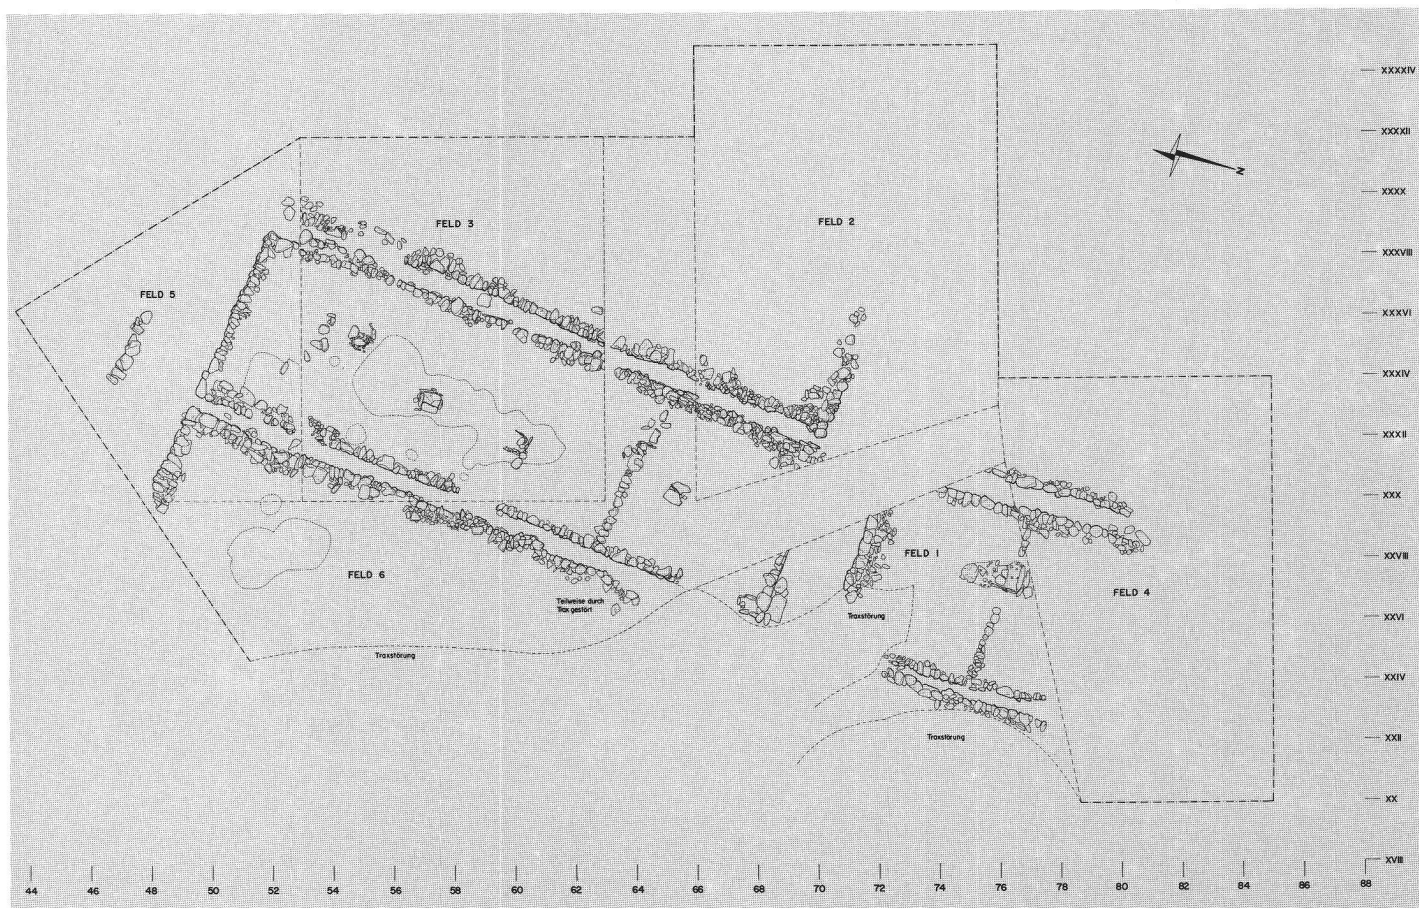 XXXXIV
XXXXII
N
XXXX
FELD 3
FELD 2
XXXVIII
FELD 5
XXXVI
XXXIV
XXXII
XXX
FELD 1
XXVIII
FELD 6
FELD 4
Teilweise durch
Trax gestört
Traxstörung
XXVI
Traxstörung
XXIV
Traxstörung
XXII
XX
XVIII
44 46 48 50 52 54 56 58 60 62 64 66 68 70 72 74 76 78 80 82 84 86 88